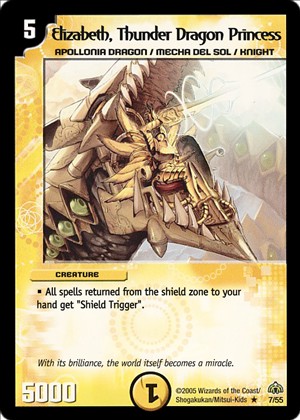 5 Elizabeth, Thunder Dragon Princess
APOLLONIA DRAGON / MECHA DEL SOL / KNIGHT
CREATURE
▪ All spells returned from the shield zone to your
hand get "Shield Trigger".
With its brilliance, the world itself becomes a miracle.
5000
1
©2005 Wizards of the Coast/
Shogakukan/Mitsui-Kids ★ 7/55